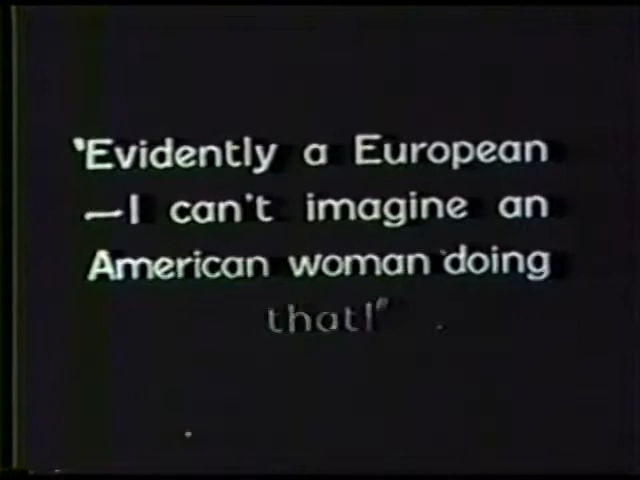 "Evidently a European
—I can't imagine an
American woman doing
that!"